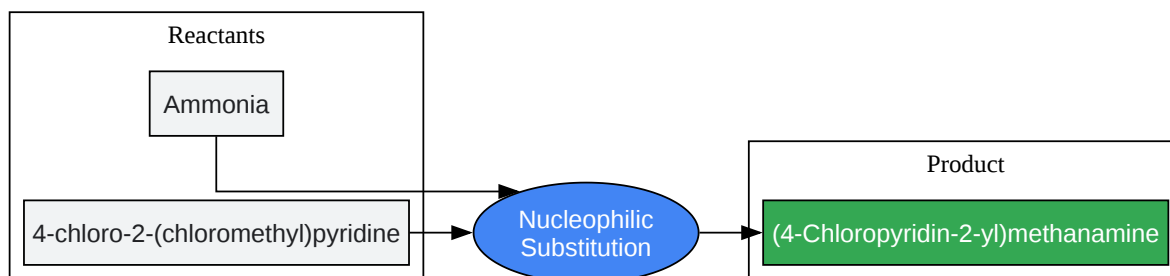 Reactants
Ammonia
4-chloro-2-(chloromethyl)pyridine
Nucleophilic
Substitution
Product
(4-Chloropyridin-2-yl)methanamine